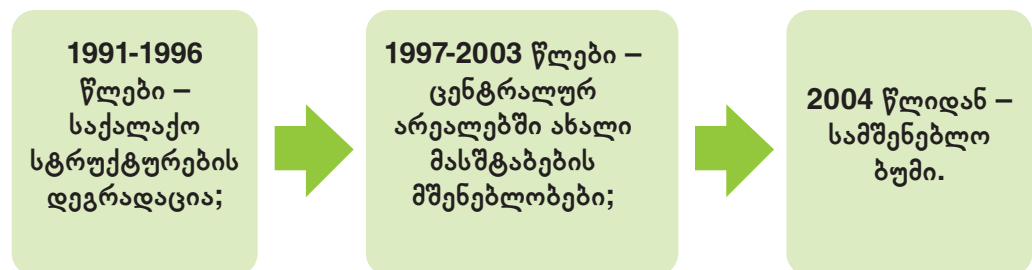 1991-1996
წლები –
საქალაქო
სტრუქტურების
დეგრადაცია;
1997-2003 წლები –
ცენტრალურ
არეალებში ახალი
მასშტაბების
მშენებლობები;
2004 წლიდან –
სამშენებლო
ბუმი.